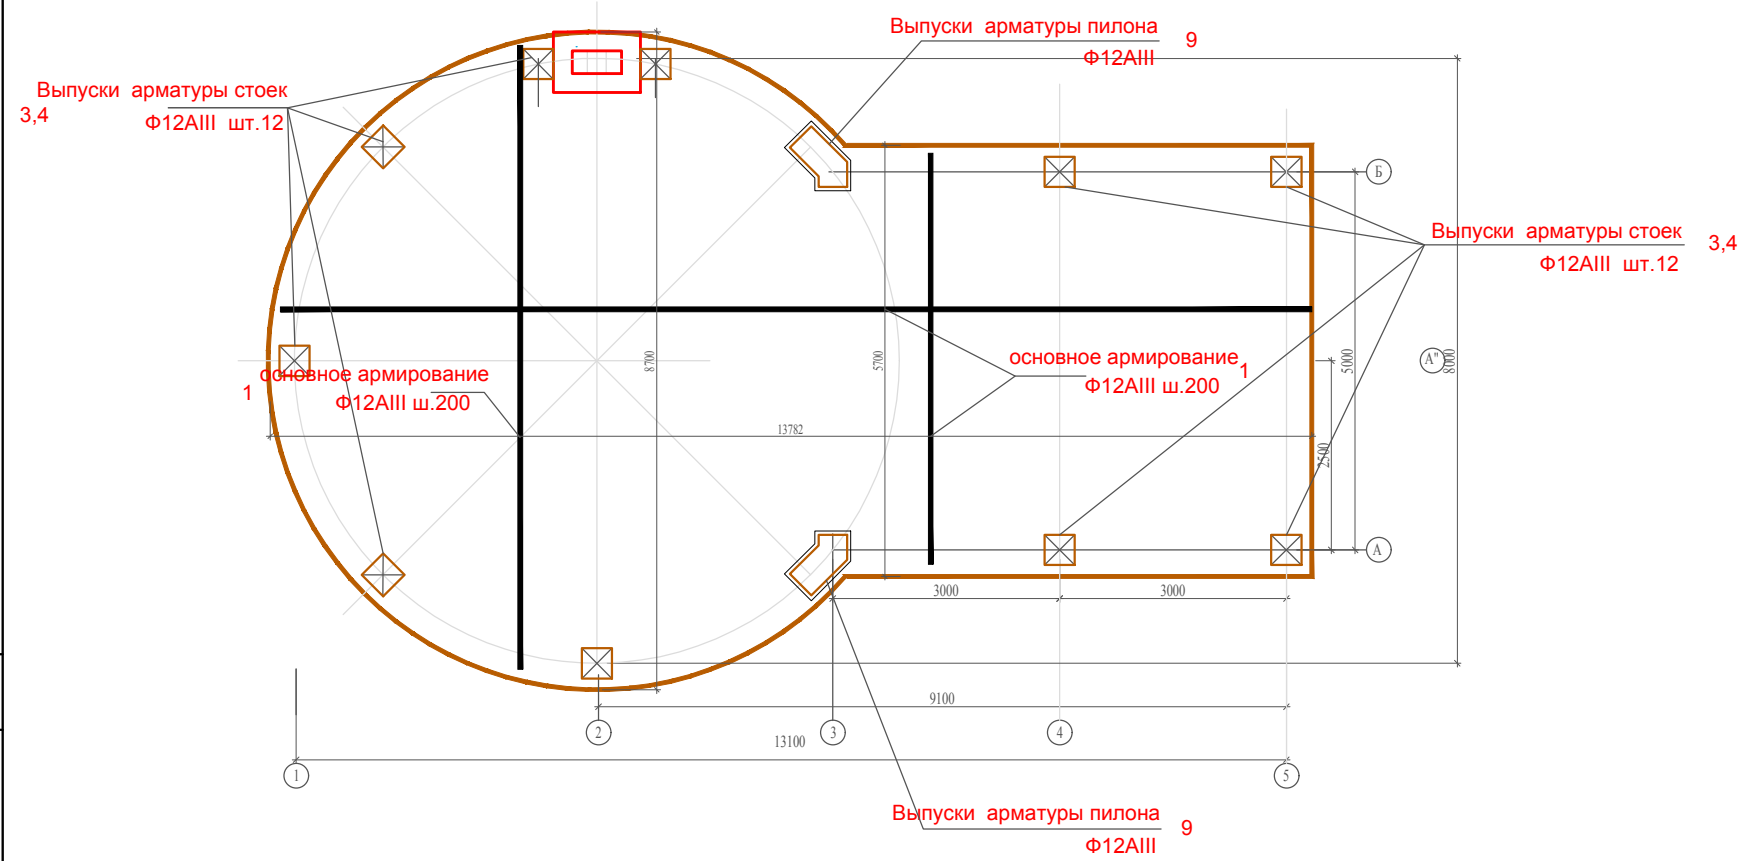 Выпуски арматуры пилона 9
Ф12АIII
Выпуски арматуры стоек
3,4
Ф12АIII шт.12
Б
Выпуски арматуры стоек 3,4
Ф12АIII шт.12
8700
5700
5000
А"
8000
основное армирование 1
Ф12АIII ш.200
основное армирование
1
Ф12АIII ш.200
13782
2500
А
3000
3000
9100
2
3
4
13100
1
5
Выпуски арматуры пилона 9
Ф12АIII